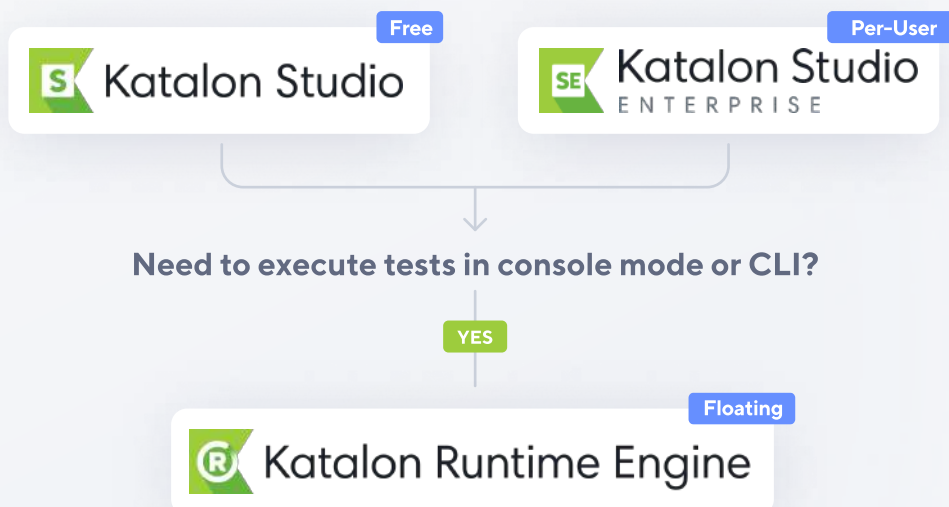 Free
S Katalon Studio
Per-User
SE Katalon Studio
ENTERPRISE
Need to execute tests in console mode or CLI?
YES
Floating
R Katalon Runtime Engine